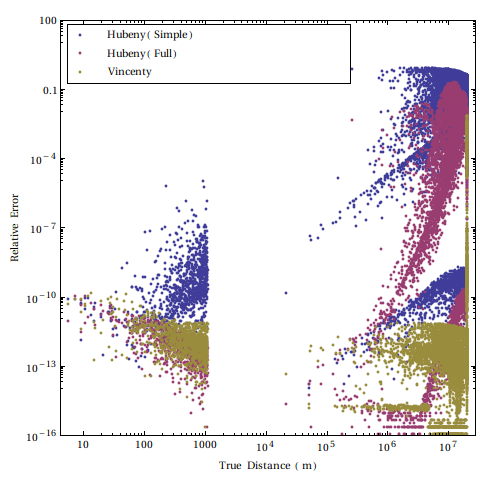 100
0.1
10^-4
10^-7
10^-10
10^-13
10^-16
Relative Error
Hubeny( Simple)
Hubeny( Full)
Vincenty
10 100 1000 10^4 10^5 10^6 10^7
True Distance ( m)